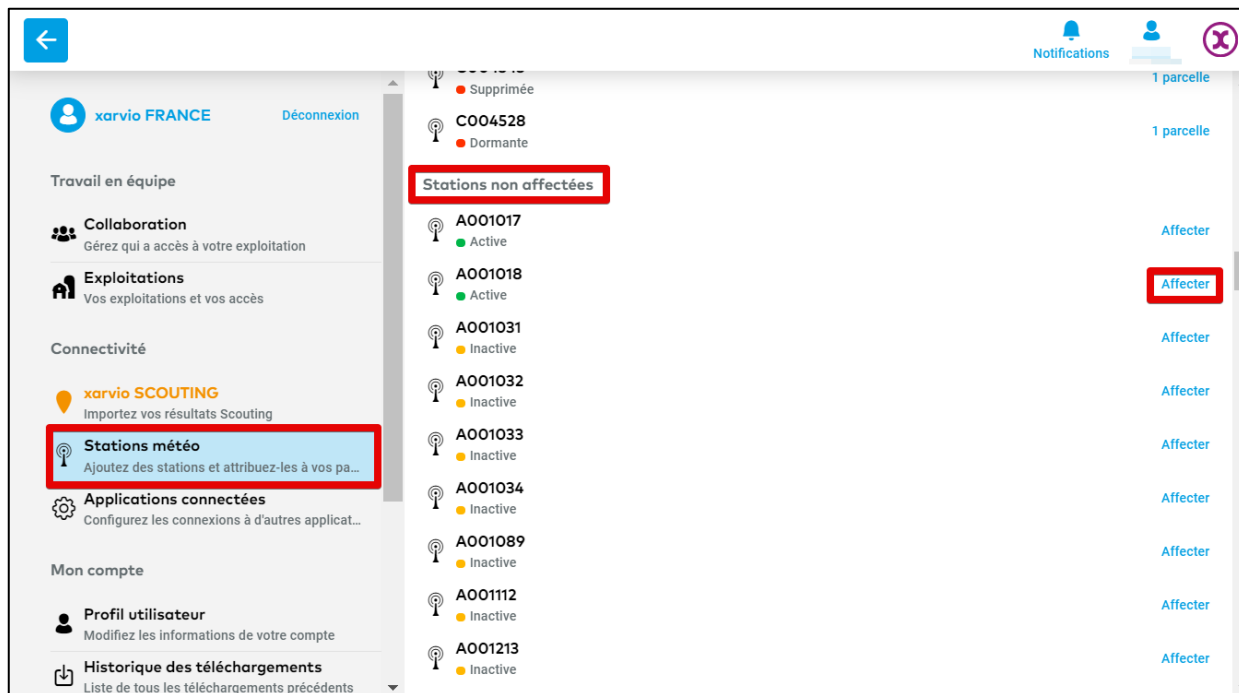 Notifications
xarvio FRANCE
Déconnexion
Travail en équipe
Collaboration
Gérez qui a accès à votre exploitation
Exploitations
Vos exploitations et vos accès
Connectivité
xarvio SCOUTING
Importez vos résultats Scouting
Stations météo
Ajoutez des stations et attribuez-les à vos pa...
Applications connectées
Configurez les connexions à d'autres applicat...
Mon compte
Profil utilisateur
Modifiez les informations de votre compte
Historique des téléchargements
Liste de tous les téléchargements précédents
Supprimée
1 parcelle
C004528
Dormante
1 parcelle
Stations non affectées
A001017
Active
Affecter
A001018
Active
Affecter
A001031
Inactive
Affecter
A001032
Inactive
Affecter
A001033
Inactive
Affecter
A001034
Inactive
Affecter
A001089
Inactive
Affecter
A001112
Inactive
Affecter
A001213
Inactive
Affecter